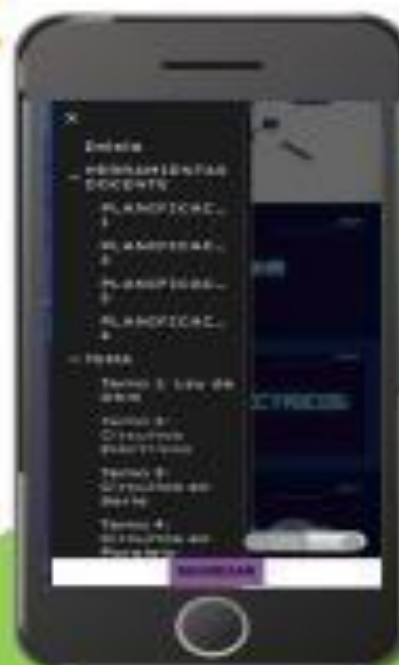 ×
Inicio
HERRAMIENTAS
DOCENTE
PLANIFICAC...
1
PLANIFICAC...
2
PLANIFICAC...
3
PLANIFICAC...
4
TEMA
Tema 1: Ley de
Ohm
Tema 2:
Circuitos
eléctricos
Tema 3:
Circuitos en
Serie
Tema 4:
Circuitos en
Paralelo
CTRICOS